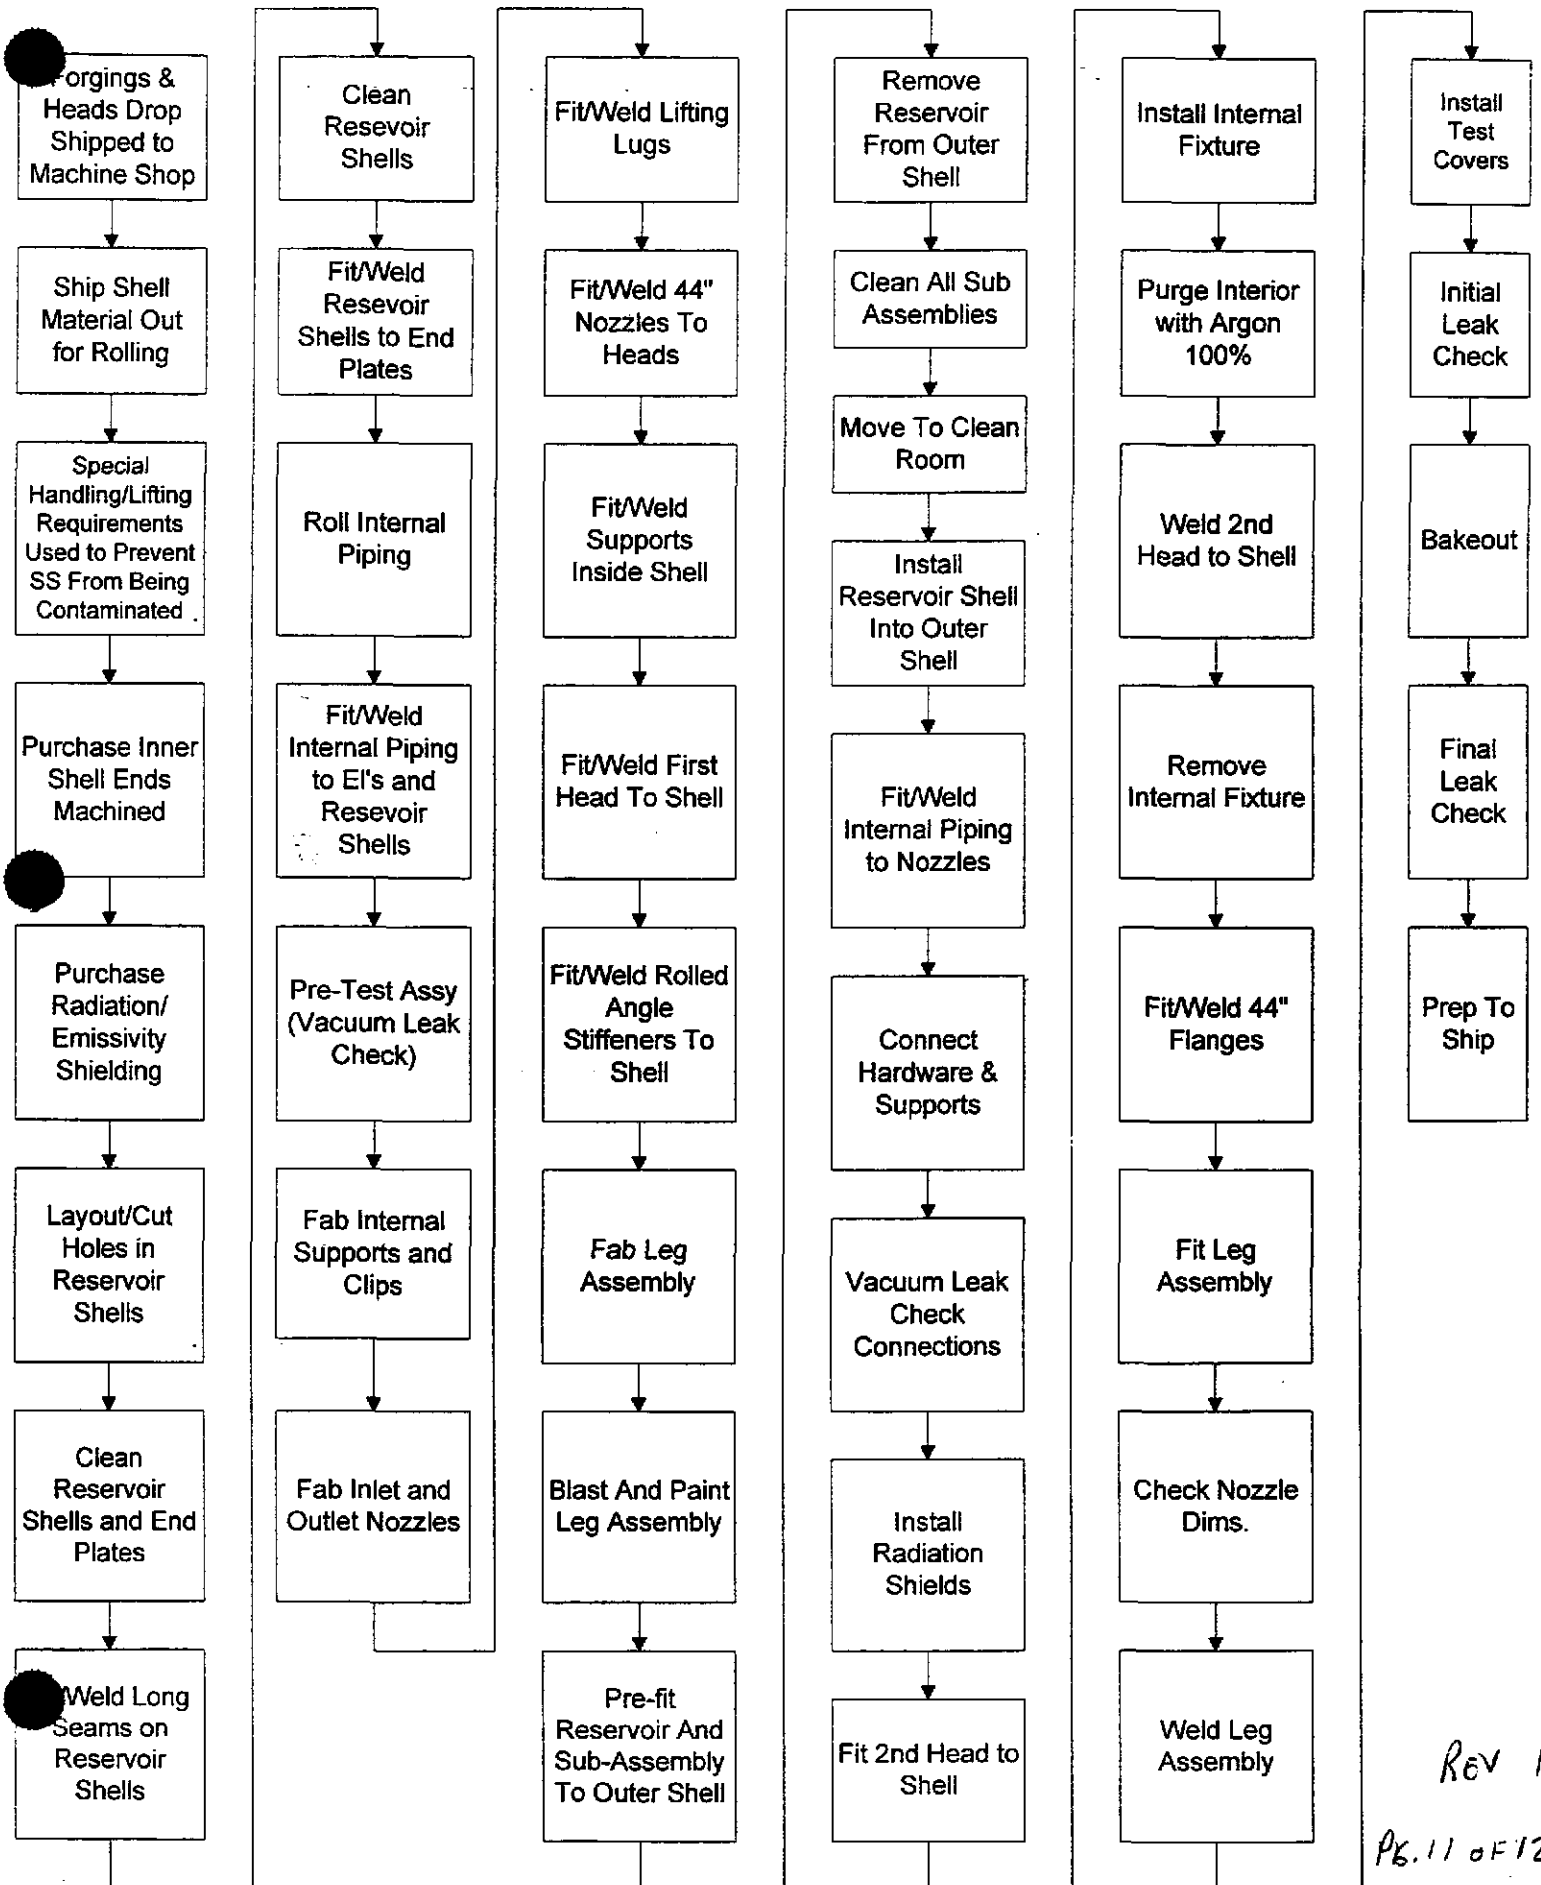 orgings &
Heads Drop
Shipped to
Machine Shop
Ship Shell
Material Out
for Rolling
Special
Handling/Lifting
Requirements
Used to Prevent
SS From Being
Contaminated
Purchase Inner
Shell Ends
Machined
Purchase
Radiation/
Emissivity
Shielding
Layout/Cut
Holes in
Reservoir
Shells
Clean
Reservoir
Shells and End
Plates
Weld Long
Seams on
Reservoir
Shells
Clean
Resevoir
Shells
Fit/Weld
Resevoir
Shells to End
Plates
Roll Internal
Piping
Fit/Weld
Internal Piping
to El's and
Resevoir
Shells
Pre-Test Assy
(Vacuum Leak
Check)
Fab Internal
Supports and
Clips
Fab Inlet and
Outlet Nozzles
Fit/Weld Lifting
Lugs
Fit/Weld 44"
Nozzles To
Heads
Fit/Weld
Supports
Inside Shell
Fit/Weld First
Head To Shell
Fit/Weld Rolled
Angle
Stiffeners To
Shell
Fab Leg
Assembly
Blast And Paint
Leg Assembly
Pre-fit
Reservoir And
Sub-Assembly
To Outer Shell
Remove
Reservoir
From Outer
Shell
Clean All Sub
Assemblies
Move To Clean
Room
Install
Reservoir Shell
Into Outer
Shell
Fit/Weld
Internal Piping
to Nozzles
Connect
Hardware &
Supports
Vacuum Leak
Check
Connections
Install
Radiation
Shields
Fit 2nd Head to
Shell
Install Internal
Fixture
Purge Interior
with Argon
100%
Weld 2nd
Head to Shell
Remove
Internal Fixture
Fit/Weld 44"
Flanges
Fit Leg
Assembly
Check Nozzle
Dims.
Weld Leg
Assembly
Install
Test
Covers
Initial
Leak
Check
Bakeout
Final
Leak
Check
Prep To
Ship
REV 1
PG. 11 OF 12